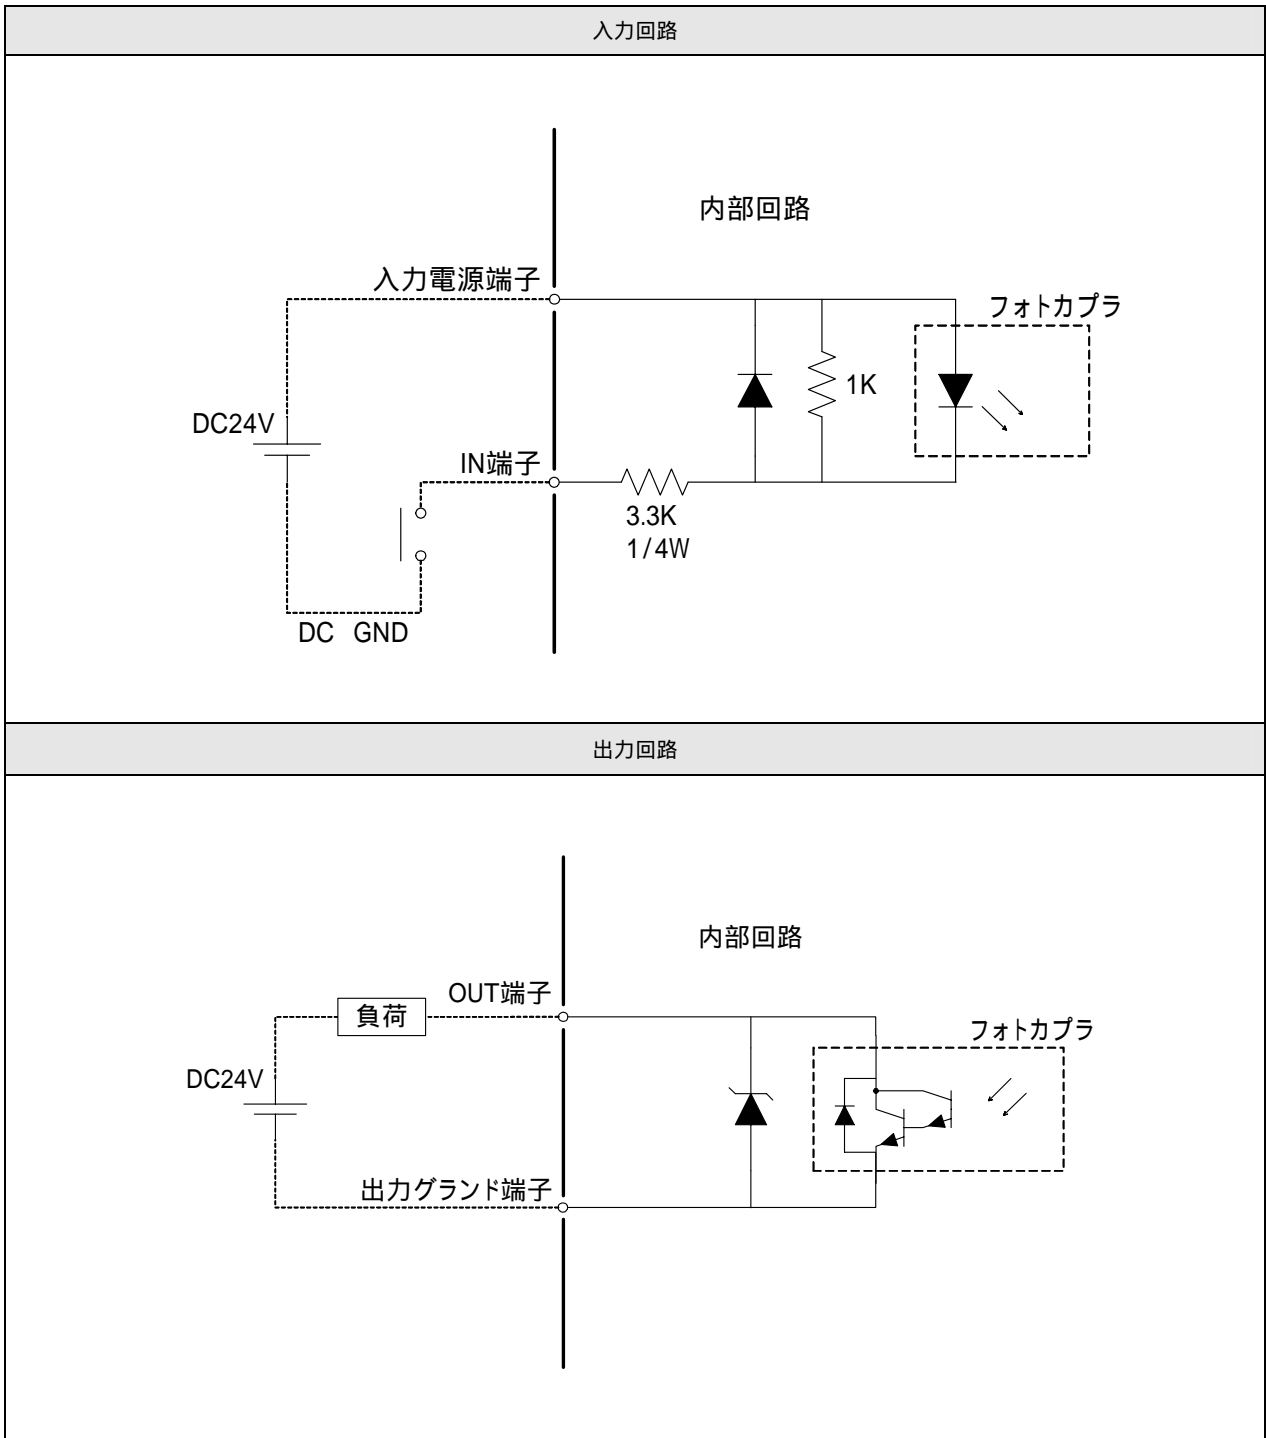 入力回路
内部回路
入力電源端子
フォトカプラ
1K
DC24V
IN端子
3.3K
1/4W
DC GND
出力回路
内部回路
OUT端子
負荷
フォトカプラ
DC24V
出力グランド端子